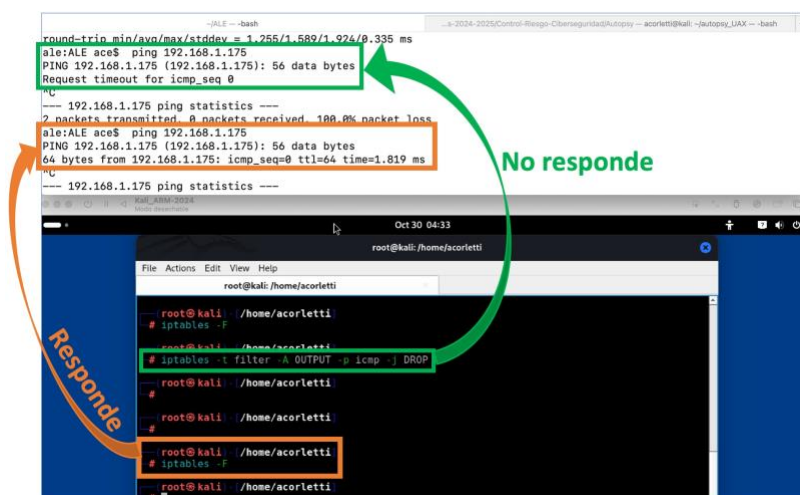 ~/ALE — -bash
...s-2024-2025/Control-Riesgo-Ciberseguridad/Autopsy — acorletti@kali: ~/autopsy_UAX — -bash
round-trip min/avg/max/stddev = 1.255/1.589/1.924/0.335 ms
ale:ALE ace$ ping 192.168.1.175
PING 192.168.1.175 (192.168.1.175): 56 data bytes
Request timeout for icmp_seq 0
^C
--- 192.168.1.175 ping statistics ---
2 packets transmitted, 0 packets received, 100.0% packet loss
ale:ALE ace$ ping 192.168.1.175
PING 192.168.1.175 (192.168.1.175): 56 data bytes
64 bytes from 192.168.1.175: icmp_seq=0 ttl=64 time=1.819 ms
^C
--- 192.168.1.175 ping statistics ---
No responde
Kali_ARM-2024
Oct 30 04:33
root@kali: /home/acorletti
File Actions Edit View Help
root@kali: /home/acorletti
(root㉿kali)-[/home/acorletti]
# iptables -F
(root㉿kali)-[/home/acorletti]
# iptables -t filter -A OUTPUT -p icmp -j DROP
(root㉿kali)-[/home/acorletti]
#
(root㉿kali)-[/home/acorletti]
#
(root㉿kali)-[/home/acorletti]
# iptables -F
(root㉿kali)-[/home/acorletti]
Responde